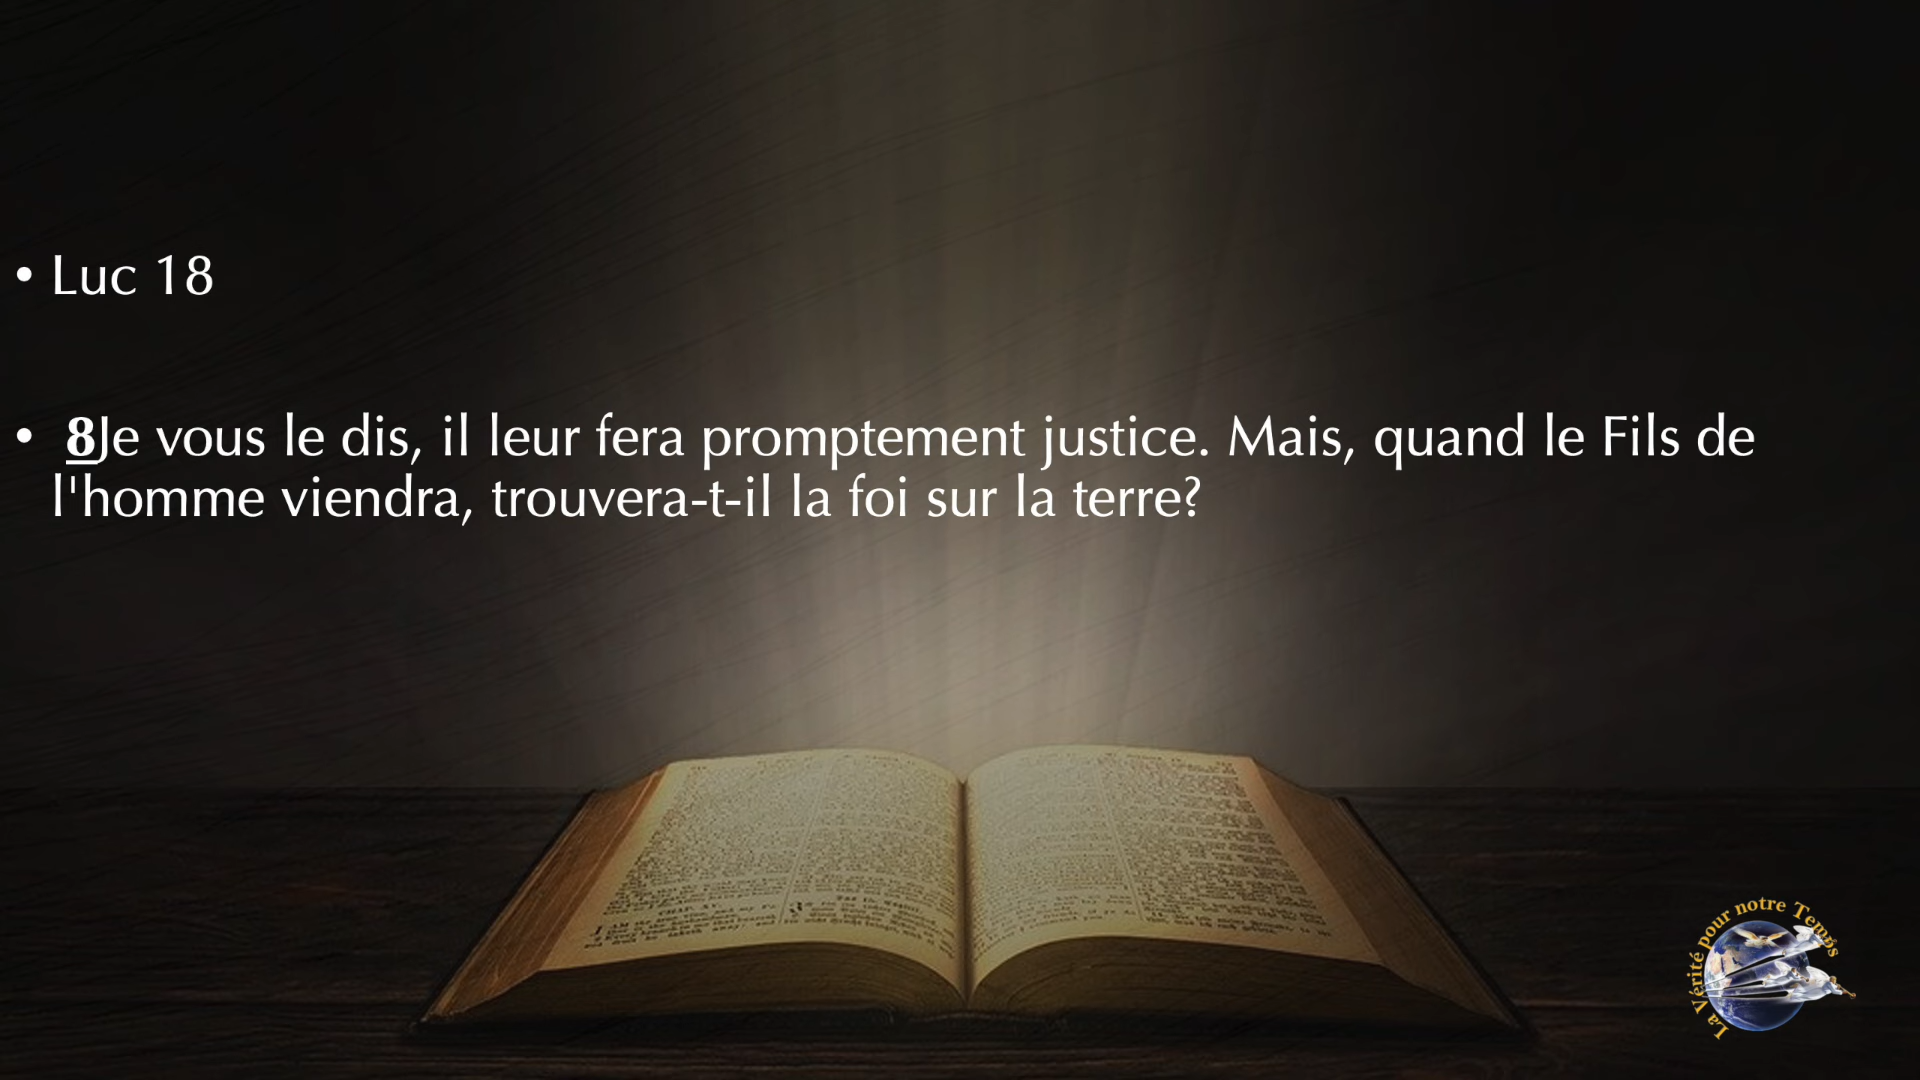 • Luc 18
• 8Je vous le dis, il leur fera promptement justice. Mais, quand le Fils de
l'homme viendra, trouvera-t-il la foi sur la terre?
La Vérité pour notre Temps